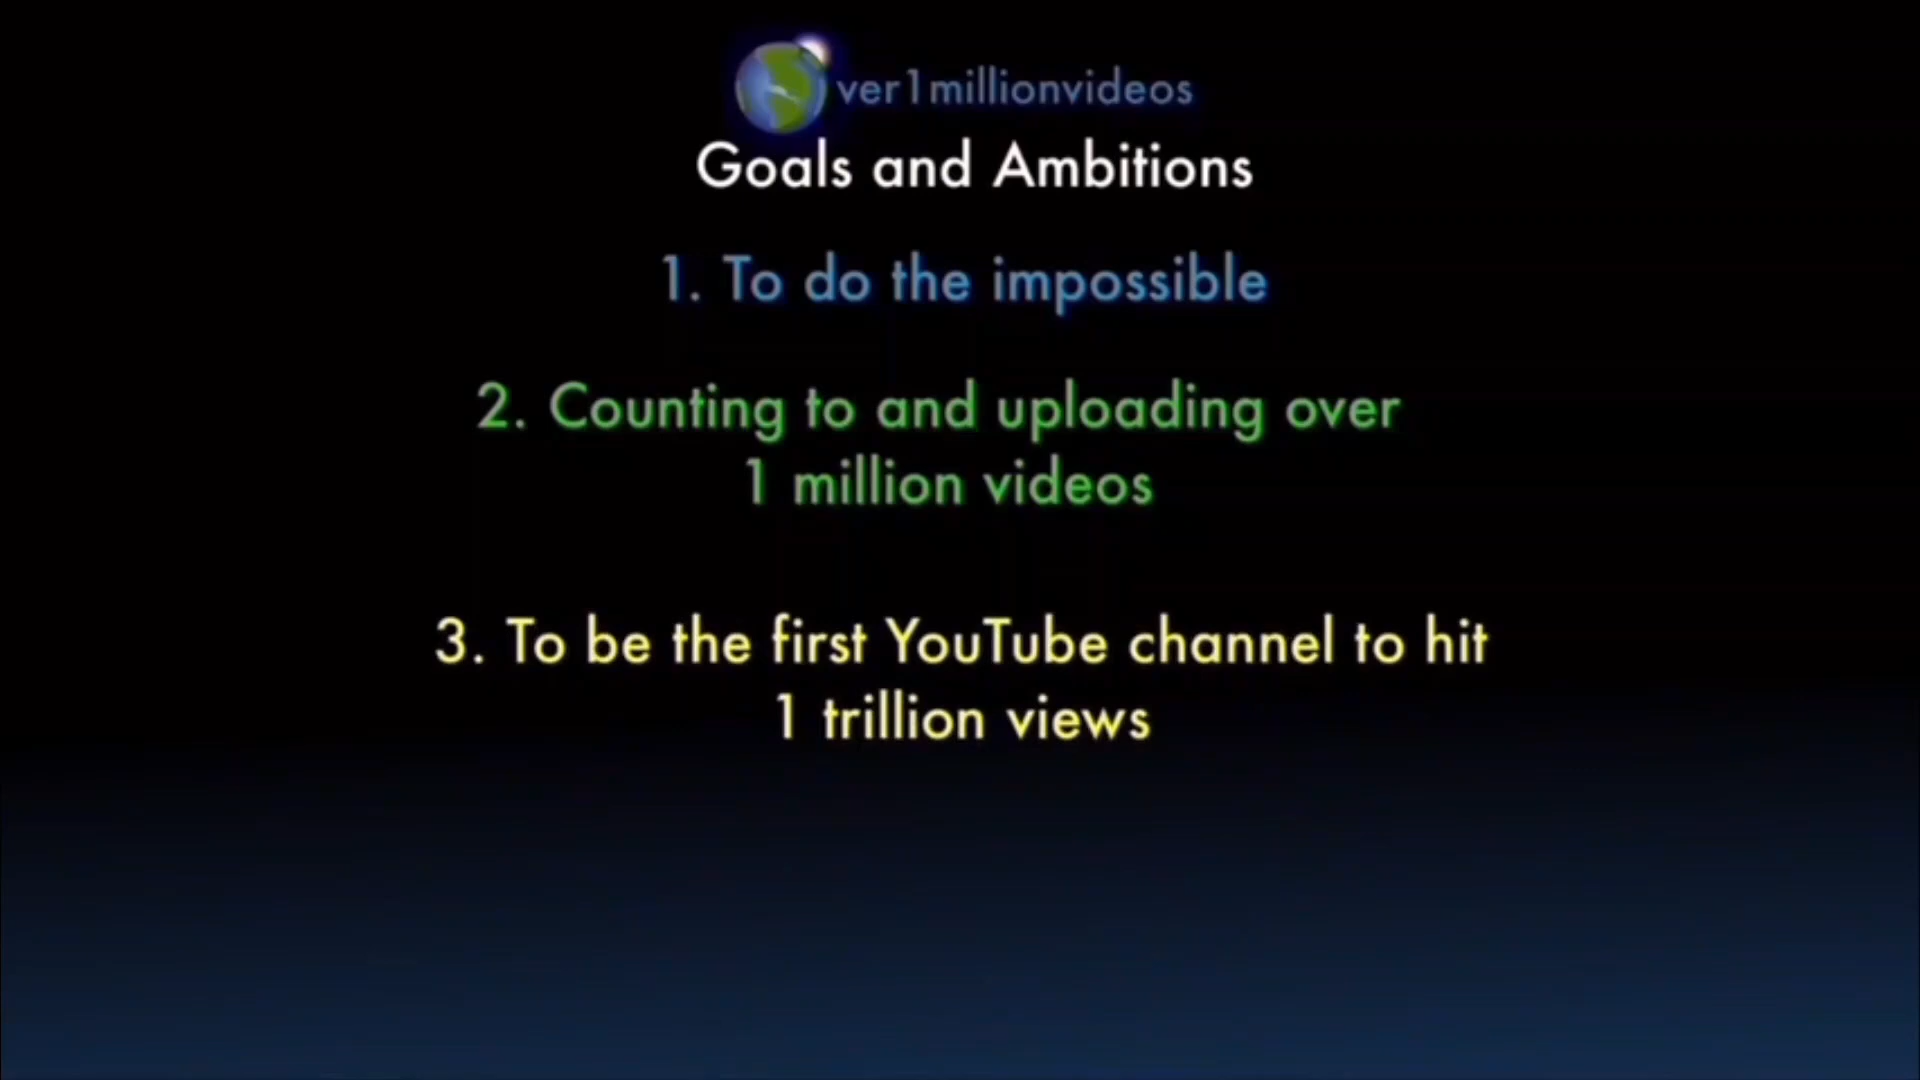 ver1millionvideos
Goals and Ambitions
1. To do the impossible
2. Counting to and uploading over
1 million videos
3. To be the first YouTube channel to hit
1 trillion views